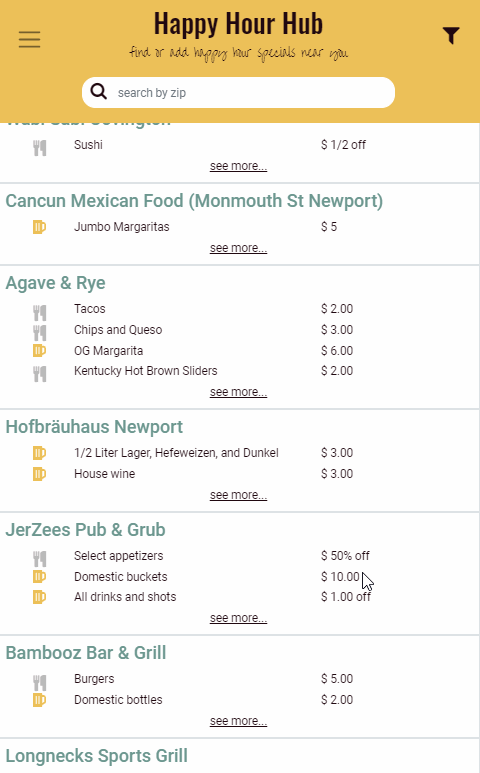 Happy Hour Hub
find or add happy hour specials near you
search by zip
Wabi Sabi Covington
Sushi $ 1/2 off
see more...
Cancun Mexican Food (Monmouth St Newport)
Jumbo Margaritas $ 5
see more...
Agave & Rye
Tacos $ 2.00
Chips and Queso $ 3.00
OG Margarita $ 6.00
Kentucky Hot Brown Sliders $ 2.00
see more...
Hofbräuhaus Newport
1/2 Liter Lager, Hefeweizen, and Dunkel $ 3.00
House wine $ 3.00
see more...
JerZees Pub & Grub
Select appetizers $ 50% off
Domestic buckets $ 10.00
All drinks and shots $ 1.00 off
see more...
Bambooz Bar & Grill
Burgers $ 5.00
Domestic bottles $ 2.00
see more...
Longnecks Sports Grill